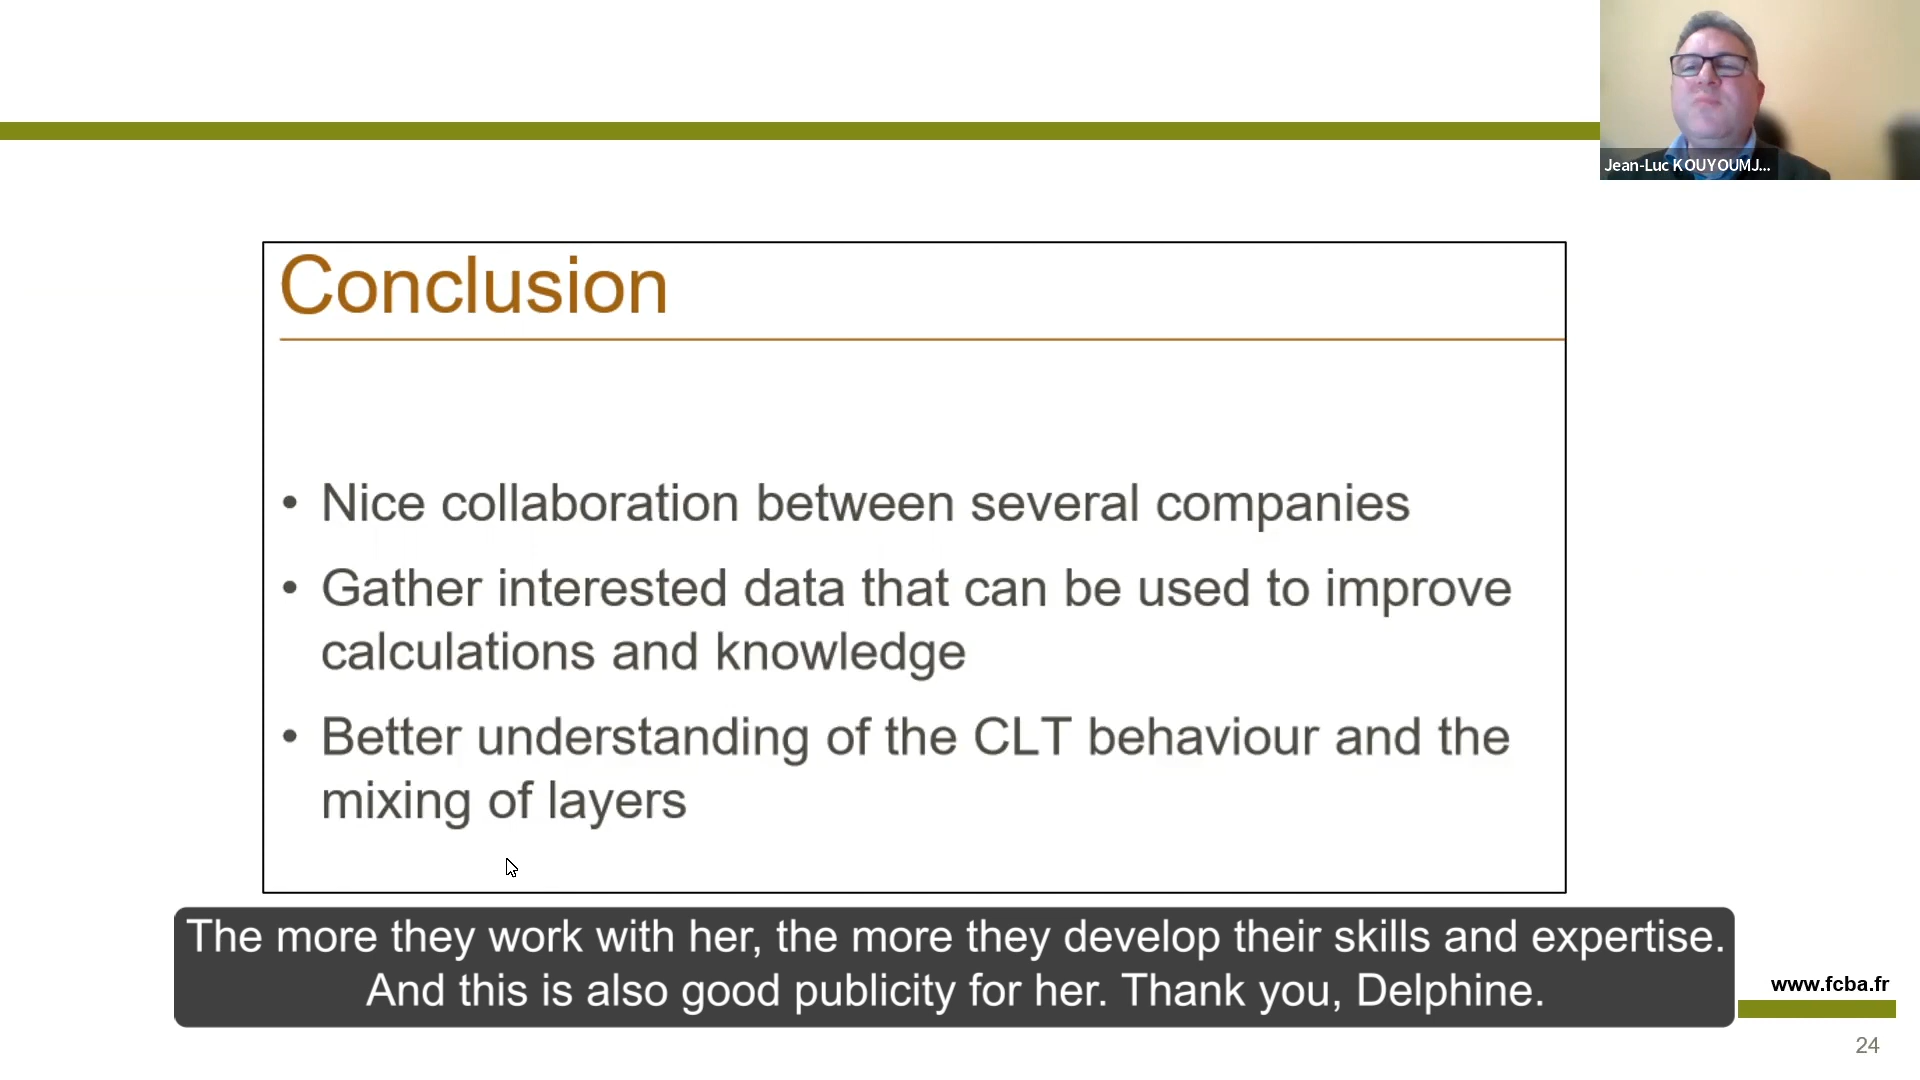 Jean-Luc KOUYOUMJ...
Conclusion
• Nice collaboration between several companies
• Gather interested data that can be used to improve
calculations and knowledge
• Better understanding of the CLT behaviour and the
mixing of layers
The more they work with her, the more they develop their skills and expertise.
And this is also good publicity for her. Thank you, Delphine.
www.fcba.fr
24